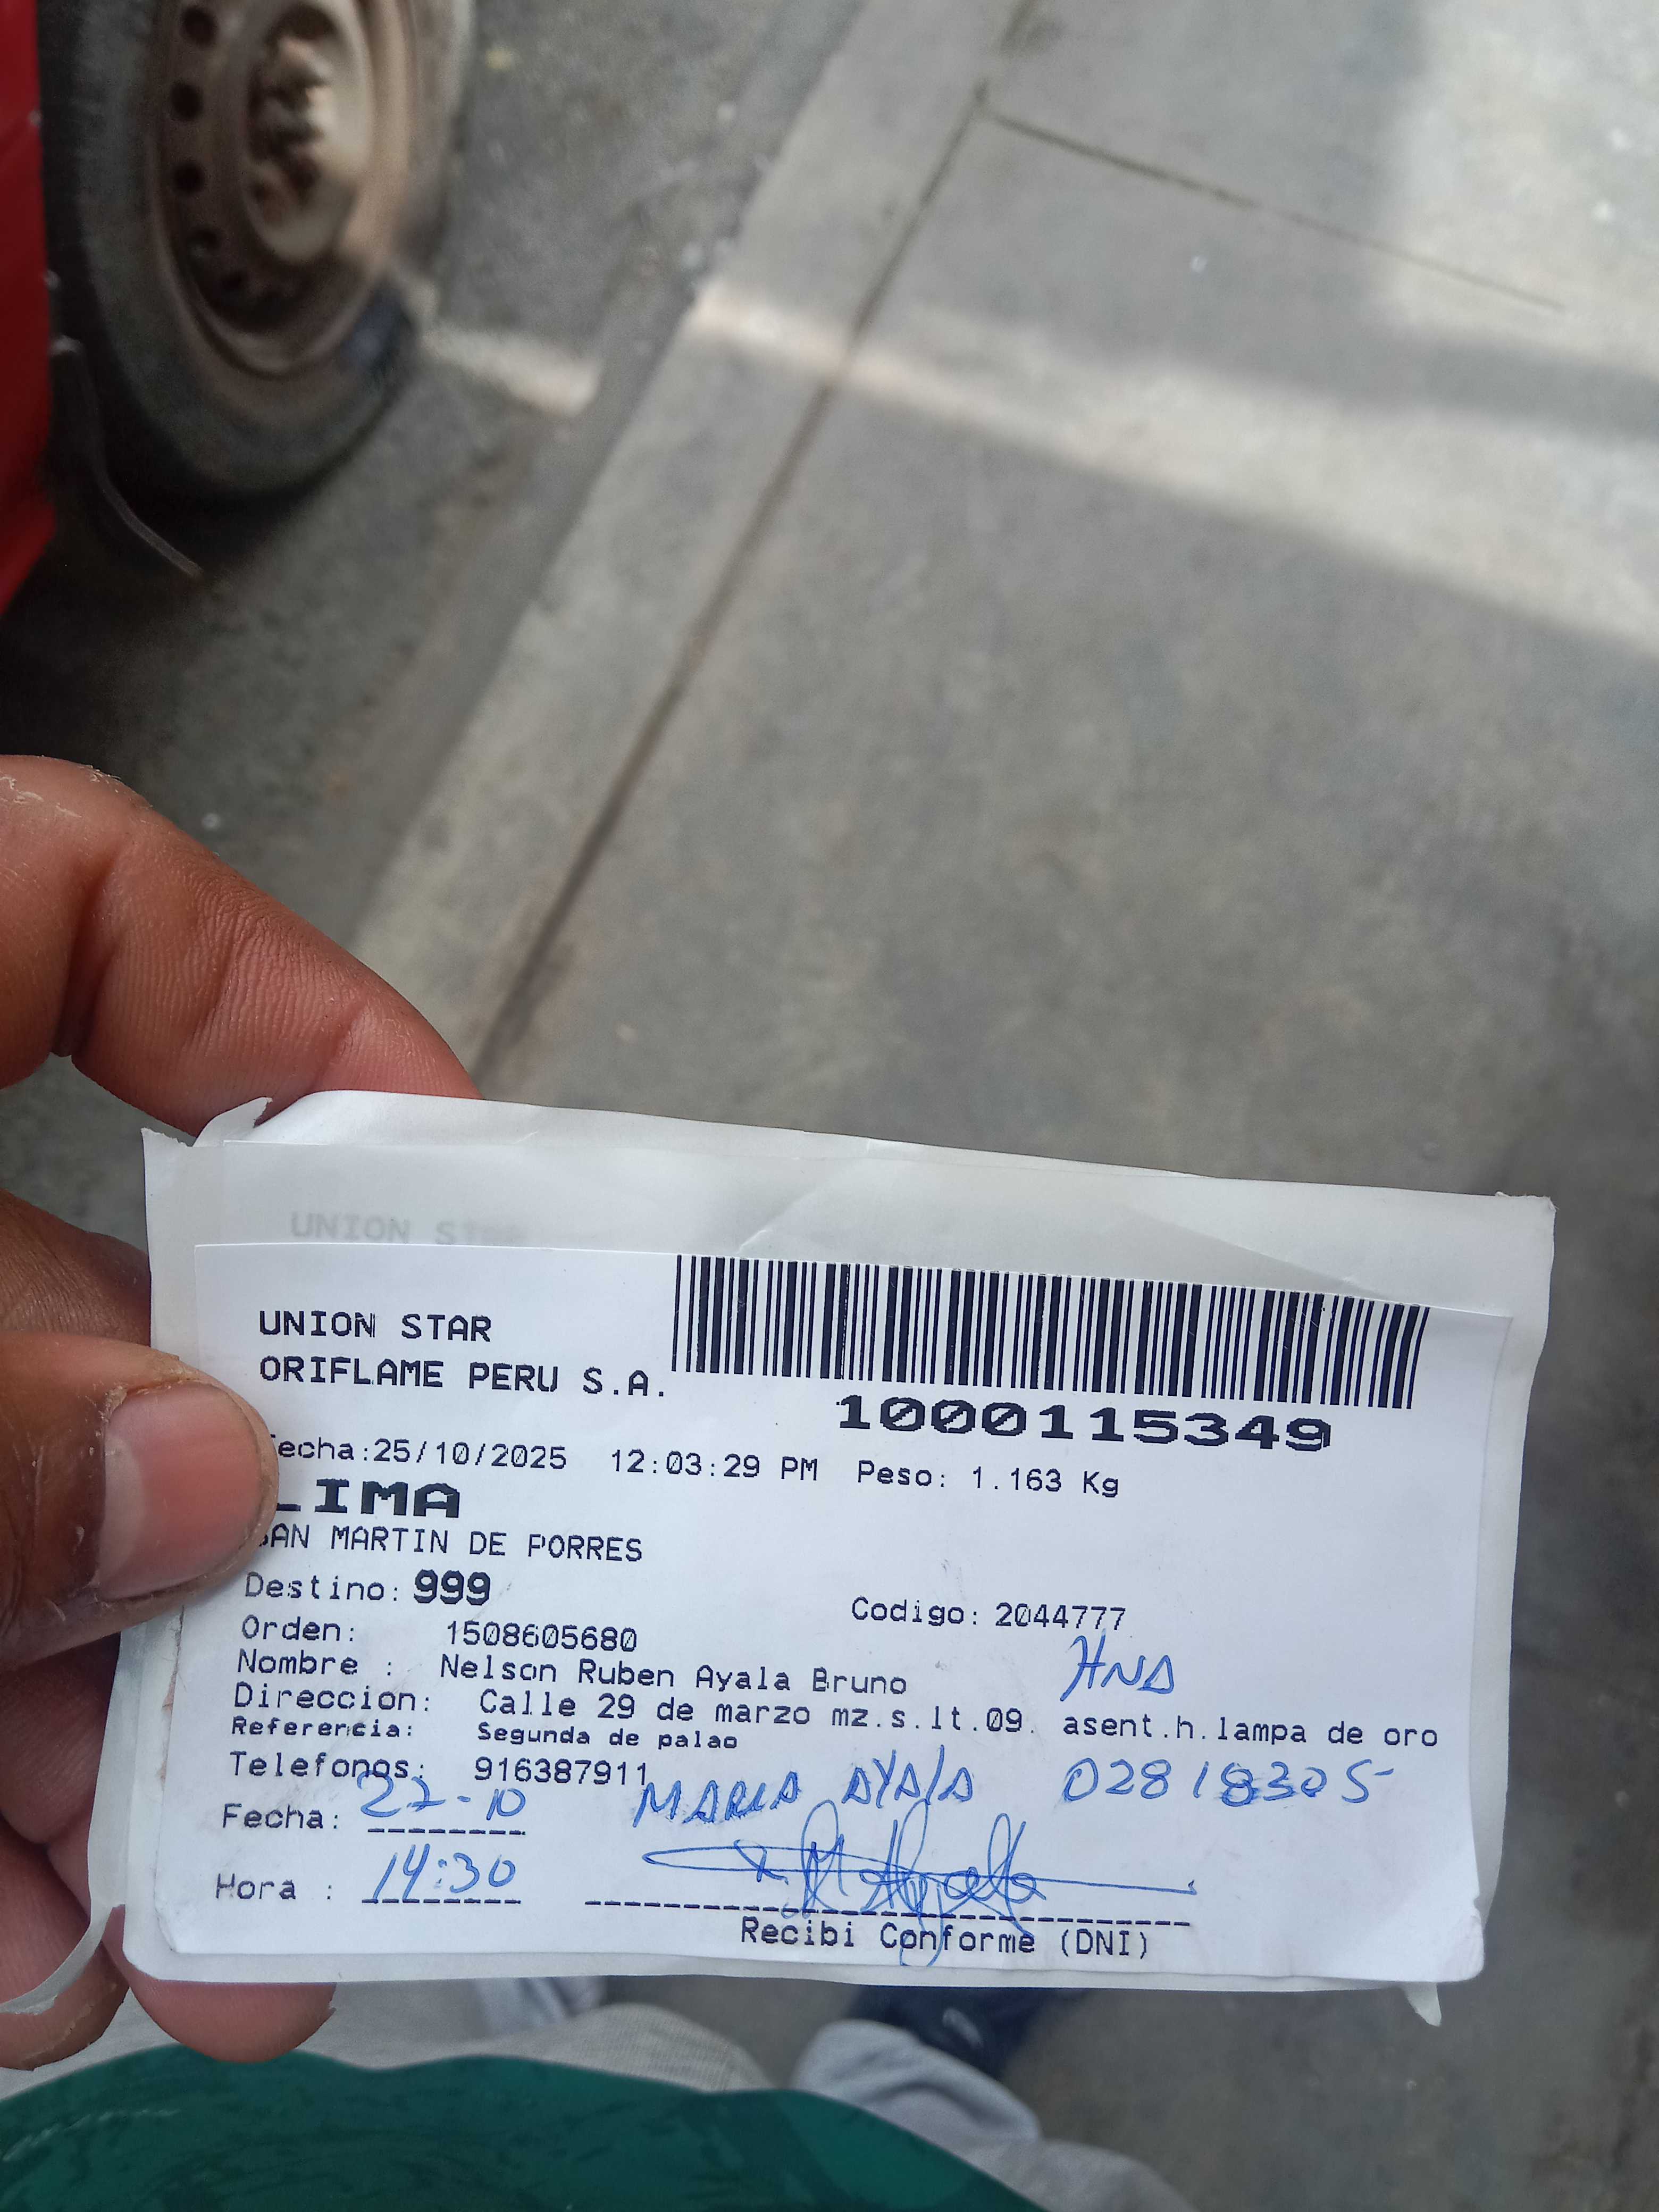 UNION STAR
UNION STAR
ORIFLAME PERU S.A.
1000115349
Fecha:25/10/2025 12:03:29 PM Peso: 1.163 Kg
LIMA
SAN MARTIN DE PORRES
Destino: 999
Codigo: 2044777
Orden: 1508605680
Nombre : Nelson Ruben Ayala Bruno
HNA
Direccion: Calle 29 de marzo mz.s.lt.09. asent.h.lampa de oro
Referencia: Segunda de palao
Telefonos: 916387911
MARIA AYALA 02818305
Fecha: 27-10
Hora : 14:30
Recibi Conforme (DNI)